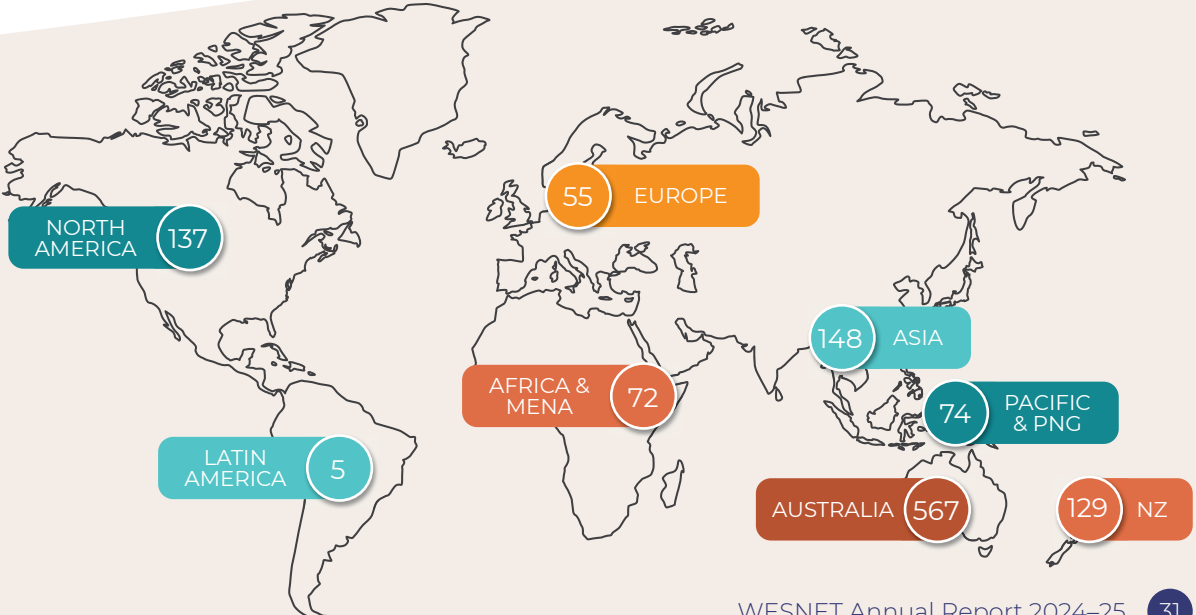 55 EUROPE
NORTH
AMERICA 137
148 ASIA
AFRICA &
MENA 72
74 PACIFIC
& PNG
LATIN
AMERICA 5
AUSTRALIA 567
129 NZ
WESNET Annual Report 2024–25 31